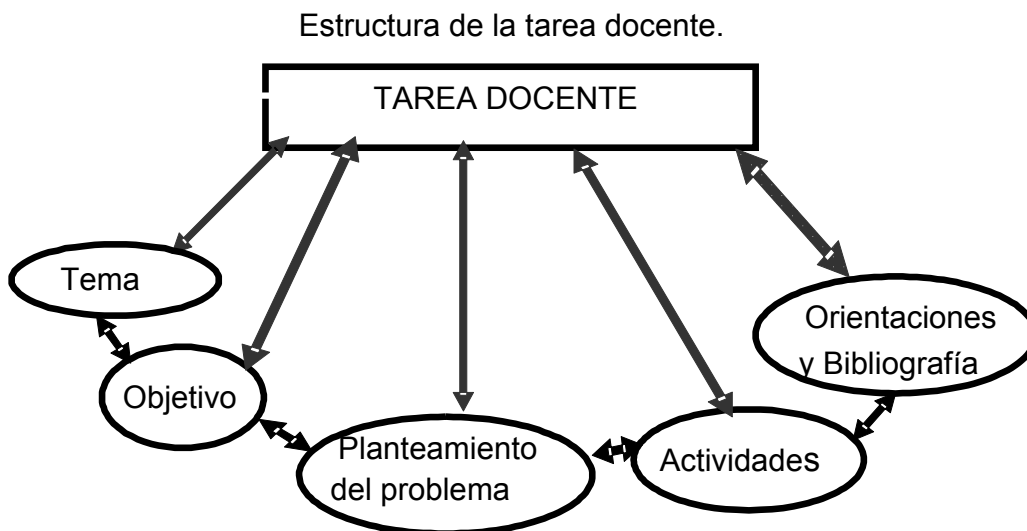 Estructura de la tarea docente.
TAREA DOCENTE
Tema
Objetivo
Planteamiento
del problema
Actividades
Orientaciones
y Bibliografía